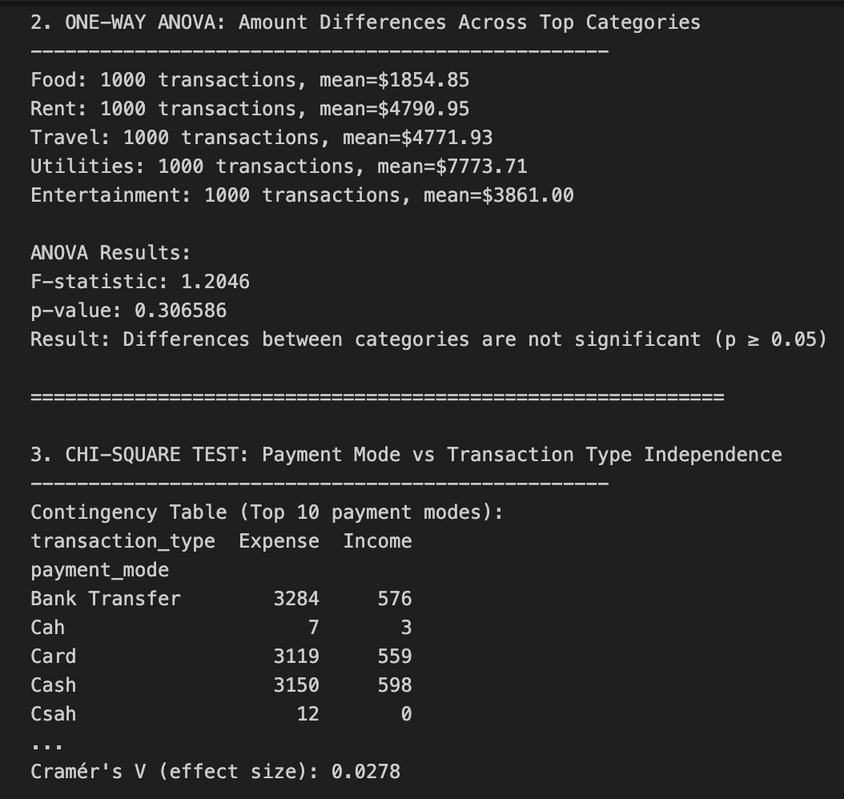 2. ONE-WAY ANOVA: Amount Differences Across Top Categories
--------------------------------------------------
Food: 1000 transactions, mean=$1854.85
Rent: 1000 transactions, mean=$4790.95
Travel: 1000 transactions, mean=$4771.93
Utilities: 1000 transactions, mean=$7773.71
Entertainment: 1000 transactions, mean=$3861.00
ANOVA Results:
F-statistic: 1.2046
p-value: 0.306586
Result: Differences between categories are not significant (p ≥ 0.05)
============================================================
3. CHI-SQUARE TEST: Payment Mode vs Transaction Type Independence
--------------------------------------------------
Contingency Table (Top 10 payment modes):
transaction_type  Expense  Income
payment_mode
Bank Transfer        3284     576
Cah                     7       3
Card                 3119     559
Cash                 3150     598
Csah                   12       0
...
Cramér's V (effect size): 0.0278